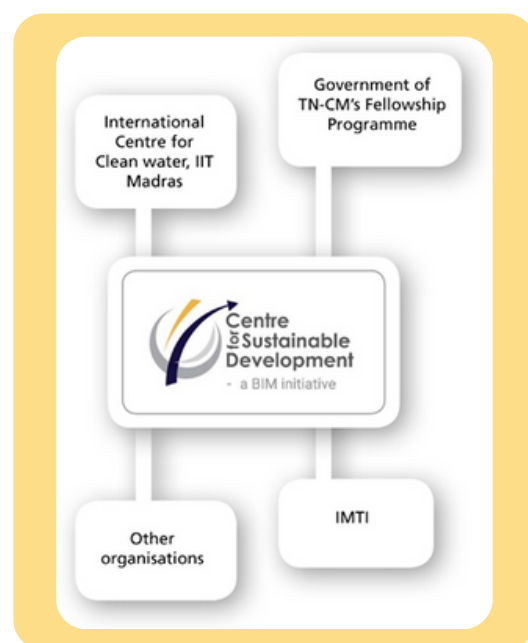 International
Centre for
Clean water, IIT
Madras
Government of
TN-CM's Fellowship
Programme
Centre
for Sustainable
Development
- a BIM initiative
Other
organisations
IMTI